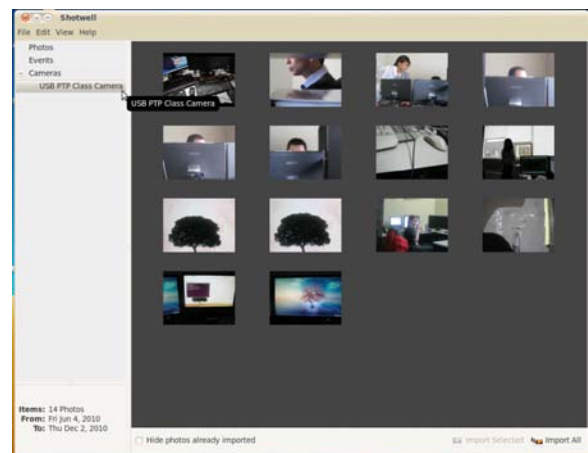 Shotwell
File Edit View Help
Photos
Events
Cameras
USB PTP Class Camera
USB PTP Class Camera
Items: 14 Photos
From: Fri Jun 4, 2010
To: Thu Dec 2, 2010
Hide photos already imported
Import Selected
Import All